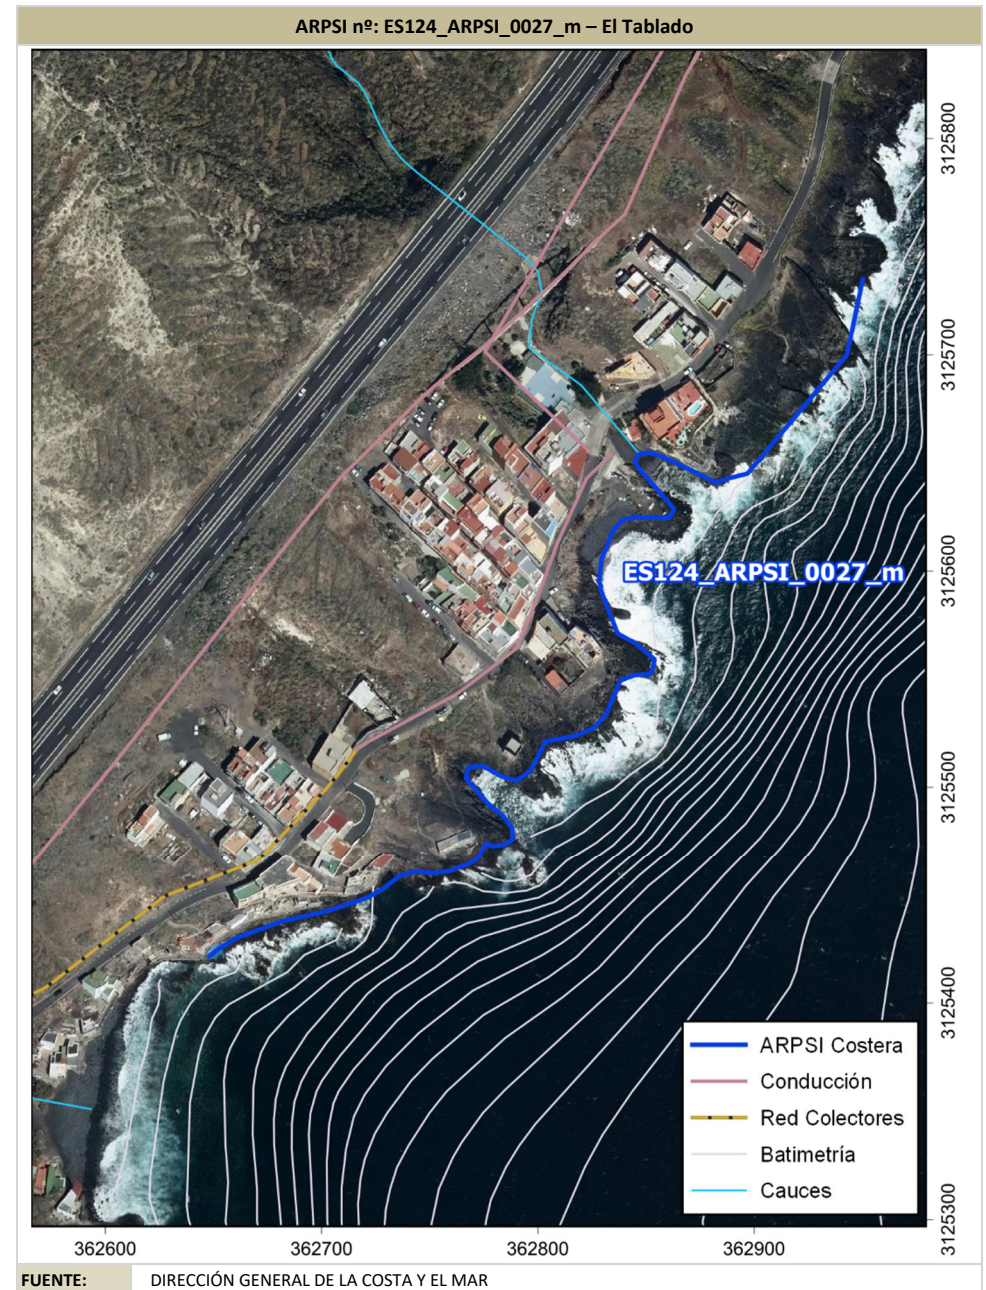 ARPSI nº: ES124_ARPSI_0027_m – El Tablado
3125800
3125700
3125600
3125500
3125400
3125300
ES124_ARPSI_0027_m
ARPSI Costera
Conducción
Red Colectores
Batimetría
Cauces
362600 362700 362800 362900
FUENTE: DIRECCIÓN GENERAL DE LA COSTA Y EL MAR